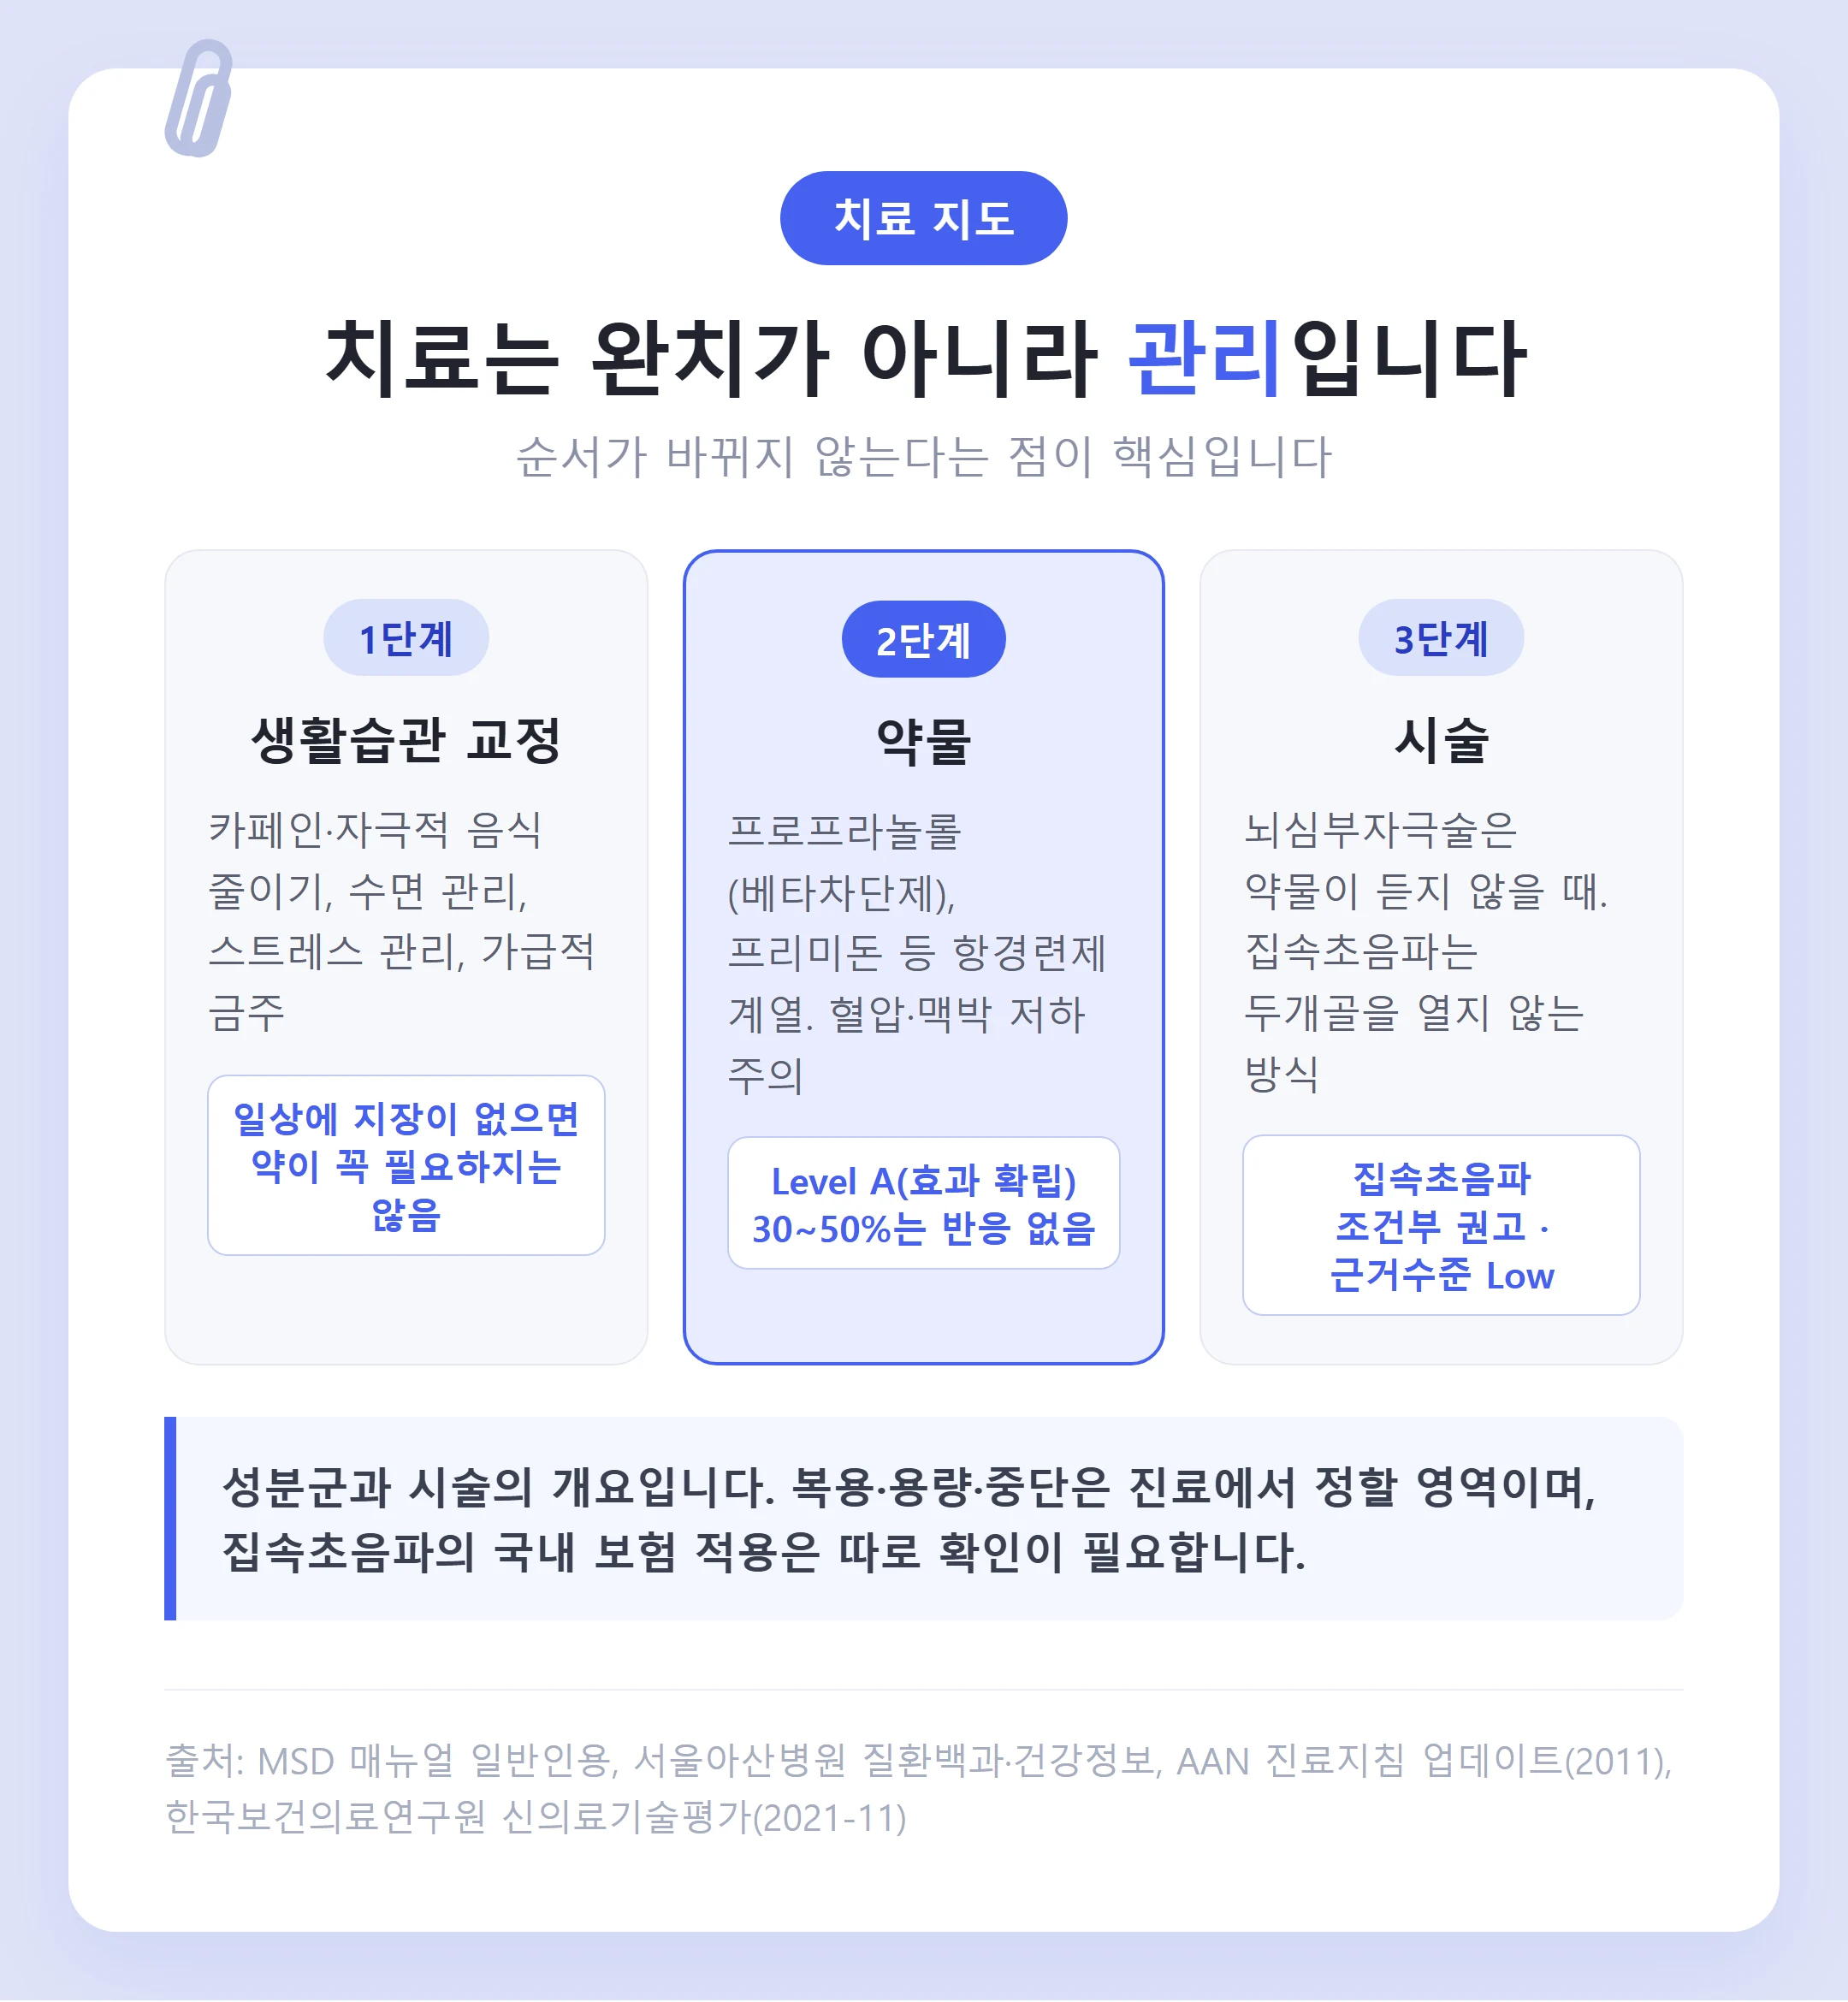 치료 지도
치료는 완치가 아니라 관리입니다
순서가 바뀌지 않는다는 점이 핵심입니다
1단계
생활습관 교정
카페인·자극적 음식
줄이기, 수면 관리,
스트레스 관리, 가급적
금주
일상에 지장이 없으면
약이 꼭 필요하지는
않음
2단계
약물
프로프라놀롤
(베타차단제),
프리미돈 등 항경련제
계열. 혈압·맥박 저하
주의
Level A(효과 확립)
30~50%는 반응 없음
3단계
시술
뇌심부자극술은
약물이 듣지 않을 때.
집속초음파는
두개골을 열지 않는
방식
집속초음파
조건부 권고 ·
근거수준 Low
성분군과 시술의 개요입니다. 복용·용량·중단은 진료에서 정할 영역이며,
집속초음파의 국내 보험 적용은 따로 확인이 필요합니다.
출처: MSD 매뉴얼 일반인용, 서울아산병원 질환백과·건강정보, AAN 진료지침 업데이트(2011),
한국보건의료연구원 신의료기술평가(2021-11)